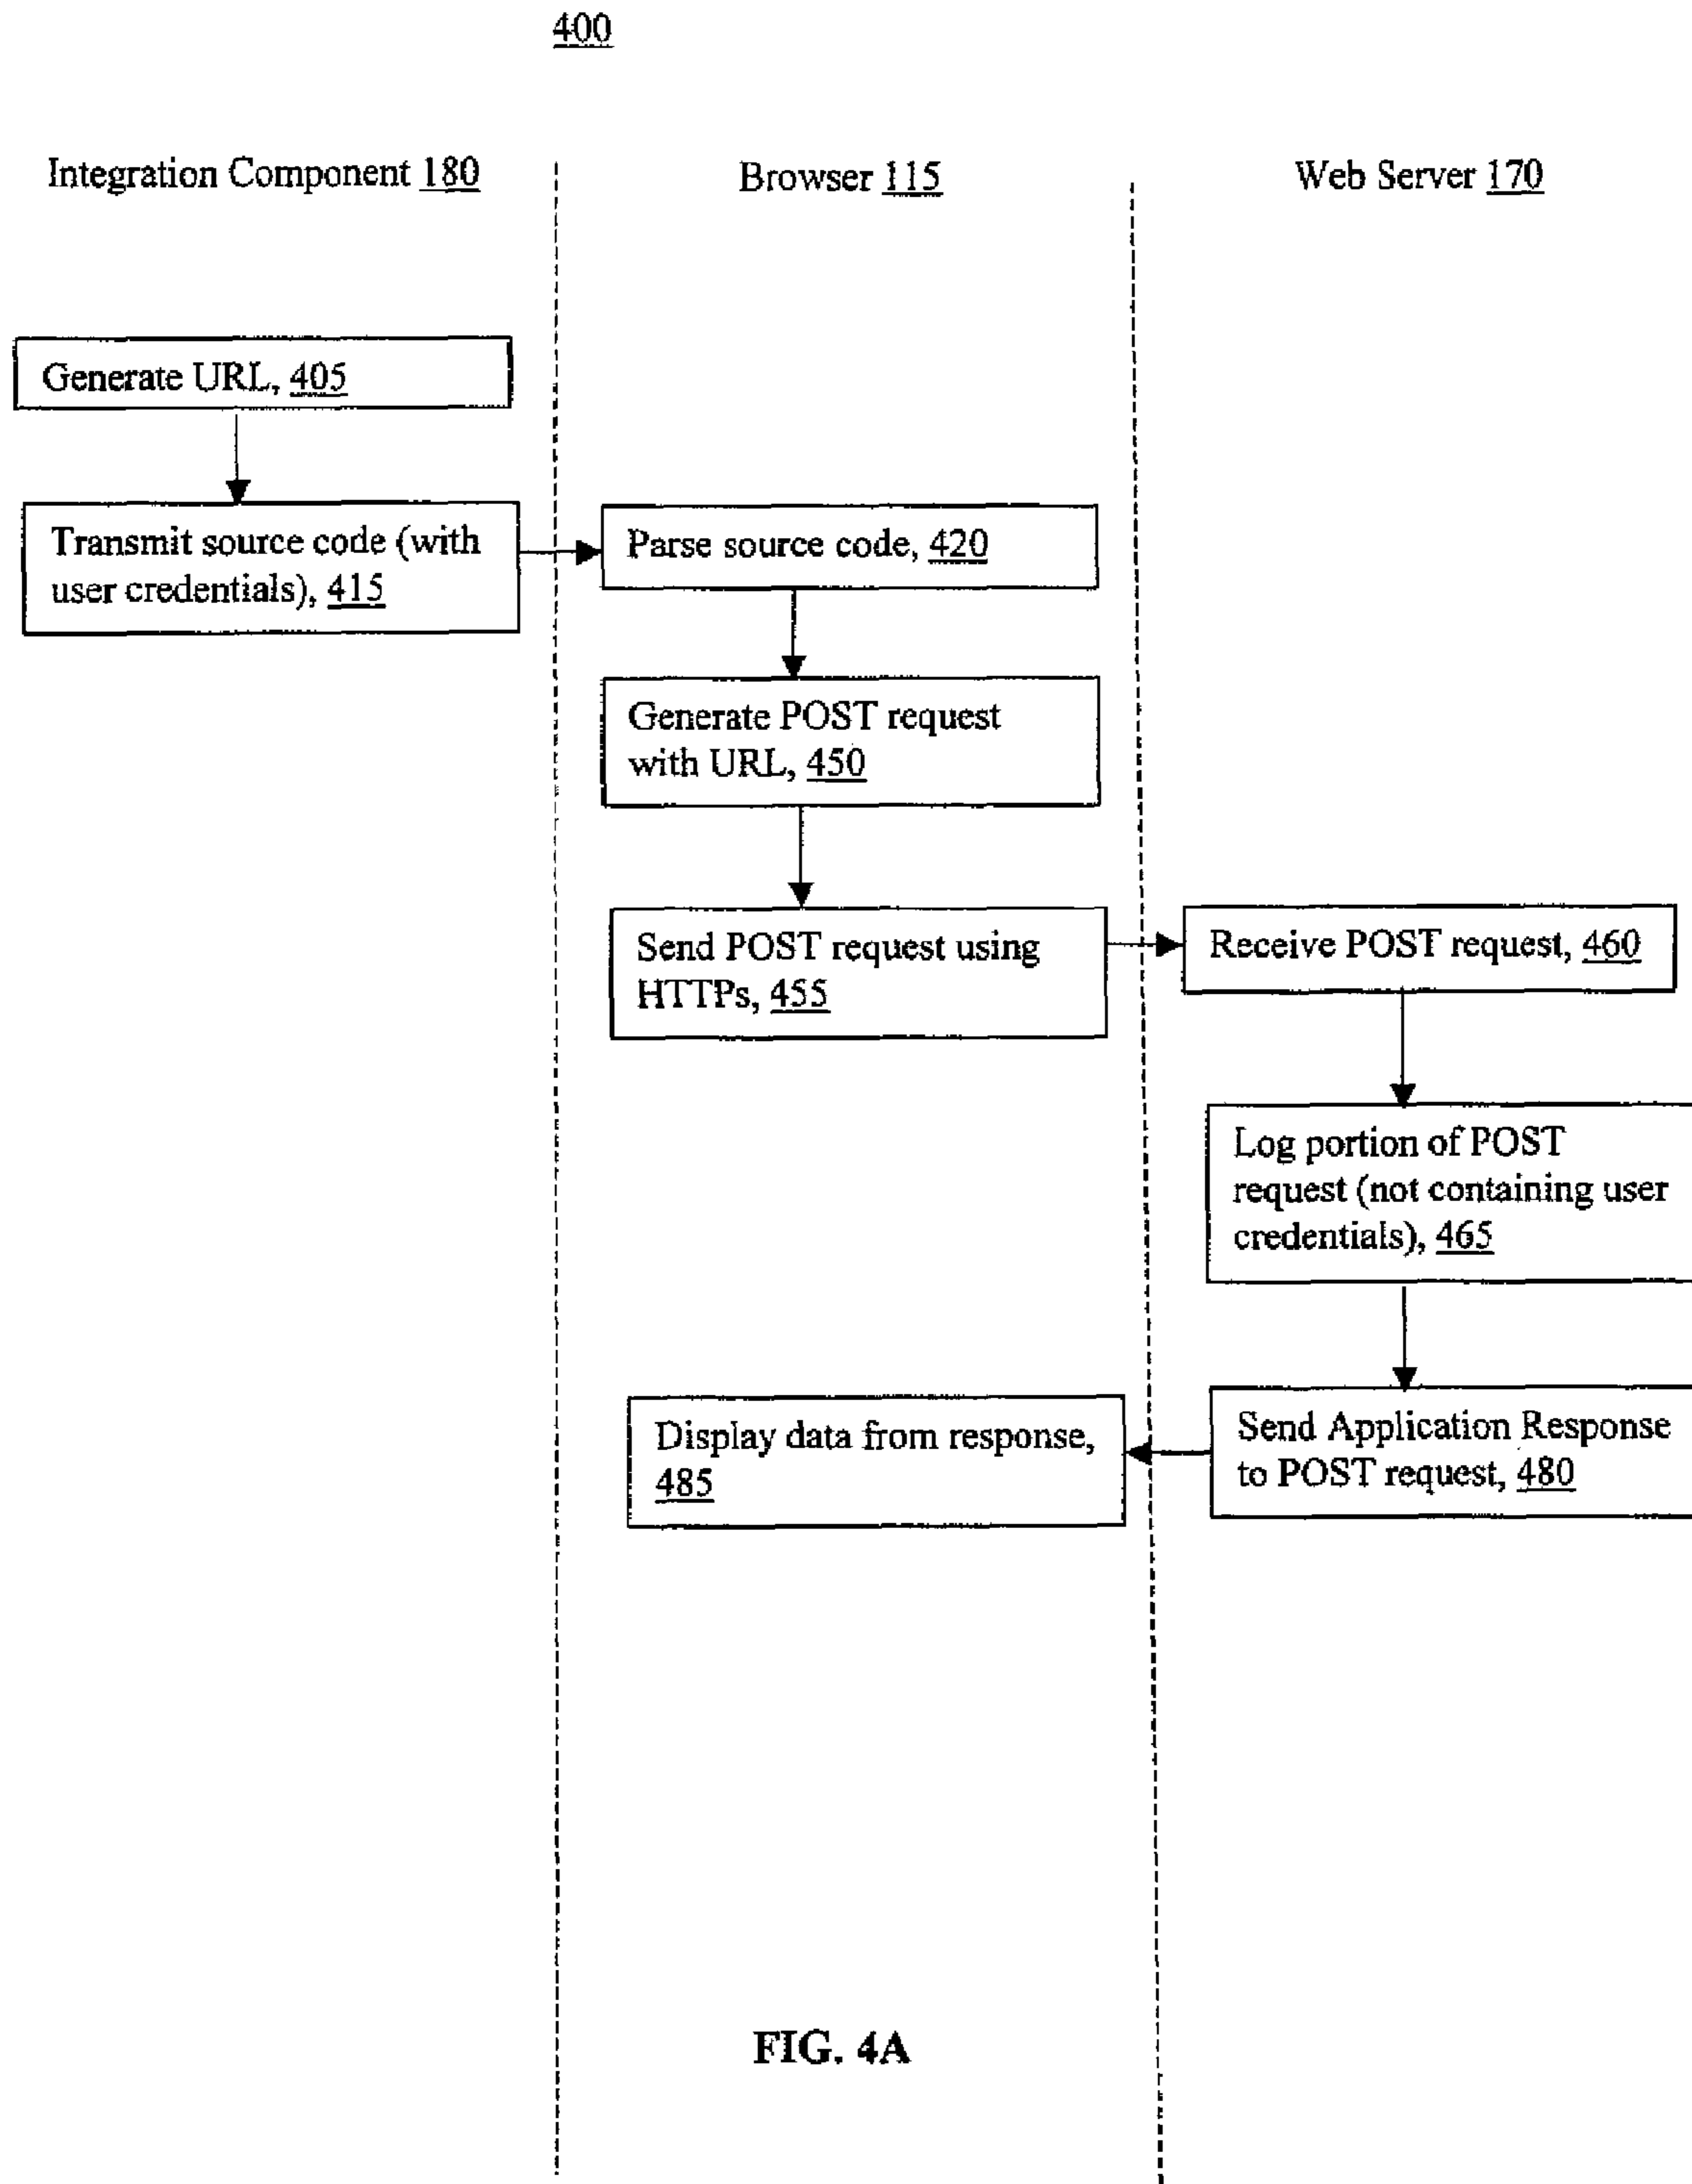 400
Integration Component 180
Browser 115
Web Server 170
Generate URL, 405
Transmit source code (with
user credentials), 415
Parse source code, 420
Generate POST request
with URL, 450
Send POST request using
HTTPs, 455
Receive POST request, 460
Log portion of POST
request (not containing user
credentials), 465
Send Application Response
to POST request, 480
Display data from response,
485
FIG. 4A